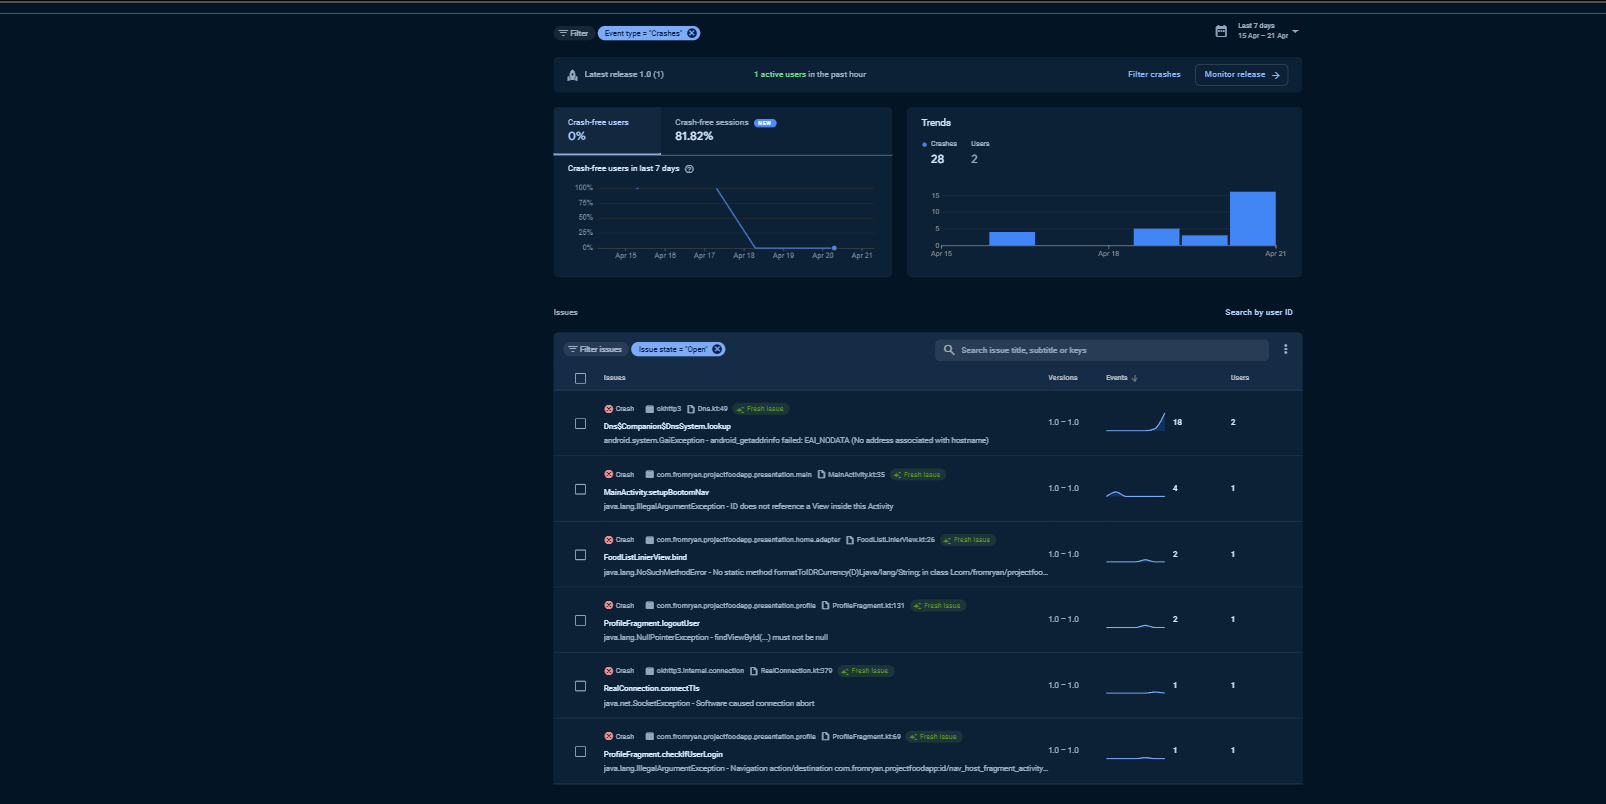 Filter Event type = "Crashes"
Last 7 days
15 Apr – 21 Apr
Latest release 1.0 (1) 1 active users in the past hour Filter crashes Monitor release
Crash-free users
0%
Crash-free sessions NEW
81.82%
Crash-free users in last 7 days
100%
75%
50%
25%
0%
Apr 15 Apr 16 Apr 17 Apr 18 Apr 19 Apr 20 Apr 21
Trends
Crashes Users
28 2
15
10
5
0
Apr 15 Apr 18 Apr 21
Issues Search by user ID
Filter issues Issue state = "Open" Search issue title, subtitle or keys
Issues Versions Events Users
Crash okhttp3 Dns.kt:49 Fresh issue
Dns$Companion$DnsSystem.lookup 1.0 – 1.0 18 2
android.system.GaiException - android_getaddrinfo failed: EAI_NODATA (No address associated with hostname)
Crash com.fromryan.projectfoodapp.presentation.main MainActivity.kt:35 Fresh issue
MainActivity.setupBootomNav 1.0 – 1.0 4 1
java.lang.IllegalArgumentException - ID does not reference a View inside this Activity
Crash com.fromryan.projectfoodapp.presentation.home.adapter FoodListLinierView.kt:26 Fresh issue
FoodListLinierView.bind 1.0 – 1.0 2 1
java.lang.NoSuchMethodError - No static method formatToIDRCurrency(D)Ljava/lang/String; in class Lcom/fromryan/projectfoo...
Crash com.fromryan.projectfoodapp.presentation.profile ProfileFragment.kt:131 Fresh issue
ProfileFragment.logoutUser 1.0 – 1.0 2 1
java.lang.NullPointerException - findViewById(...) must not be null
Crash okhttp3.internal.connection RealConnection.kt:379 Fresh issue
RealConnection.connectTls 1.0 – 1.0 1 1
java.net.SocketException - Software caused connection abort
Crash com.fromryan.projectfoodapp.presentation.profile ProfileFragment.kt:69 Fresh issue
ProfileFragment.checkIfUserLogin 1.0 – 1.0 1 1
java.lang.IllegalArgumentException - Navigation action/destination com.fromryan.projectfoodapp:id/nav_host_fragment_activity...